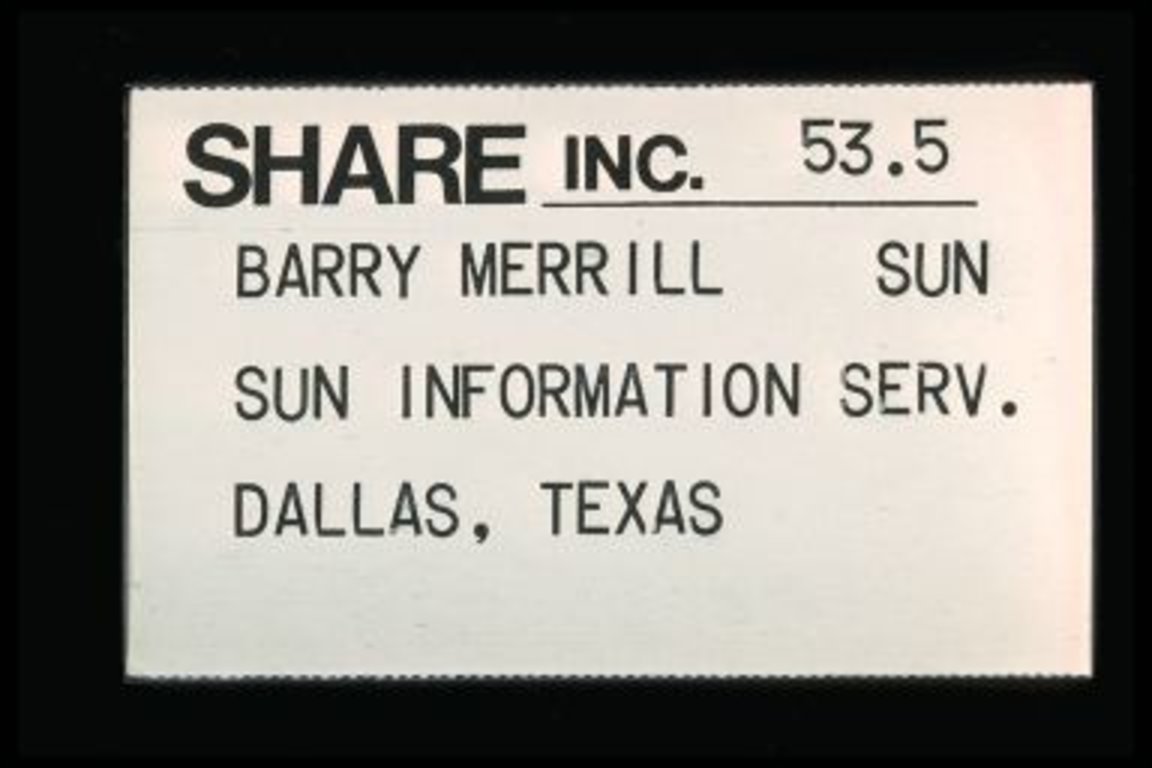 SHARE INC. 53.5
BARRY MERRILL SUN
SUN INFORMATION SERV.
DALLAS, TEXAS